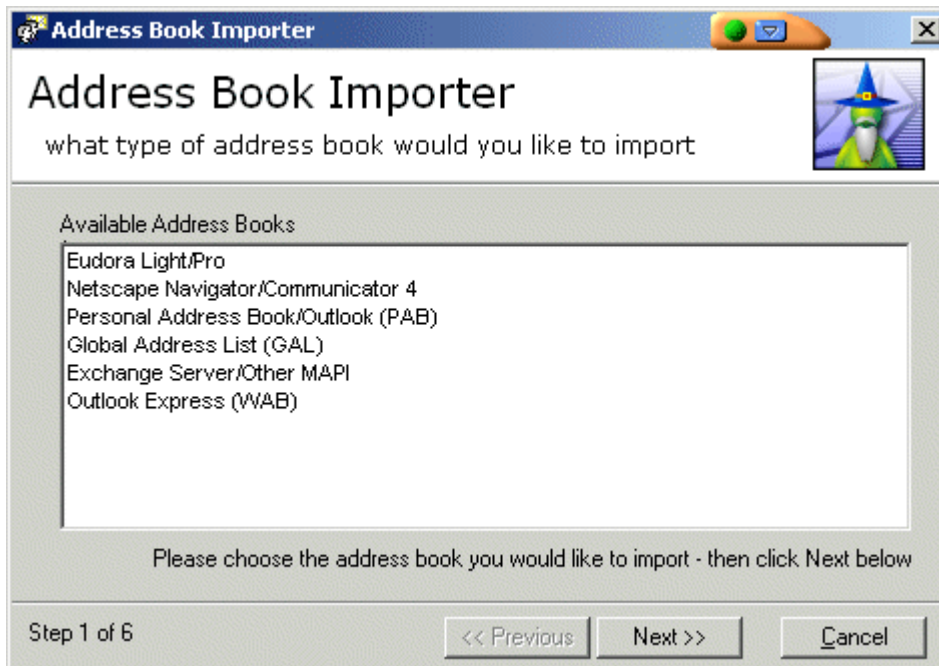 Address Book Importer
Address Book Importer
what type of address book would you like to import
Available Address Books
Eudora Light/Pro
Netscape Navigator/Communicator 4
Personal Address Book/Outlook (PAB)
Global Address List (GAL)
Exchange Server/Other MAPI
Outlook Express (WAB)
Please choose the address book you would like to import - then click Next below
Step 1 of 6
<< Previous
Next >>
Cancel